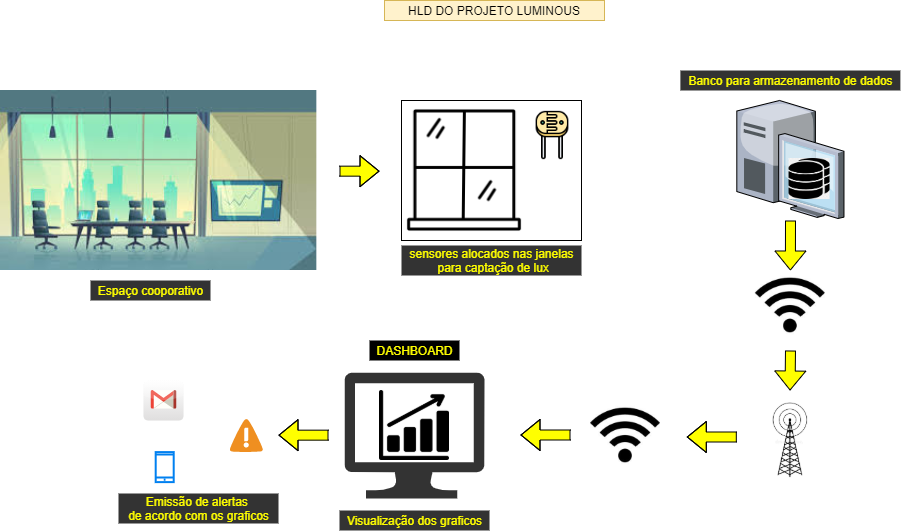 HLD DO PROJETO LUMINOUS
Banco para armazenamento de dados
sensores alocados nas janelas
para captação de lux
Espaço cooporativo
DASHBOARD
Emissão de alertas
de acordo com os graficos
Visualização dos graficos